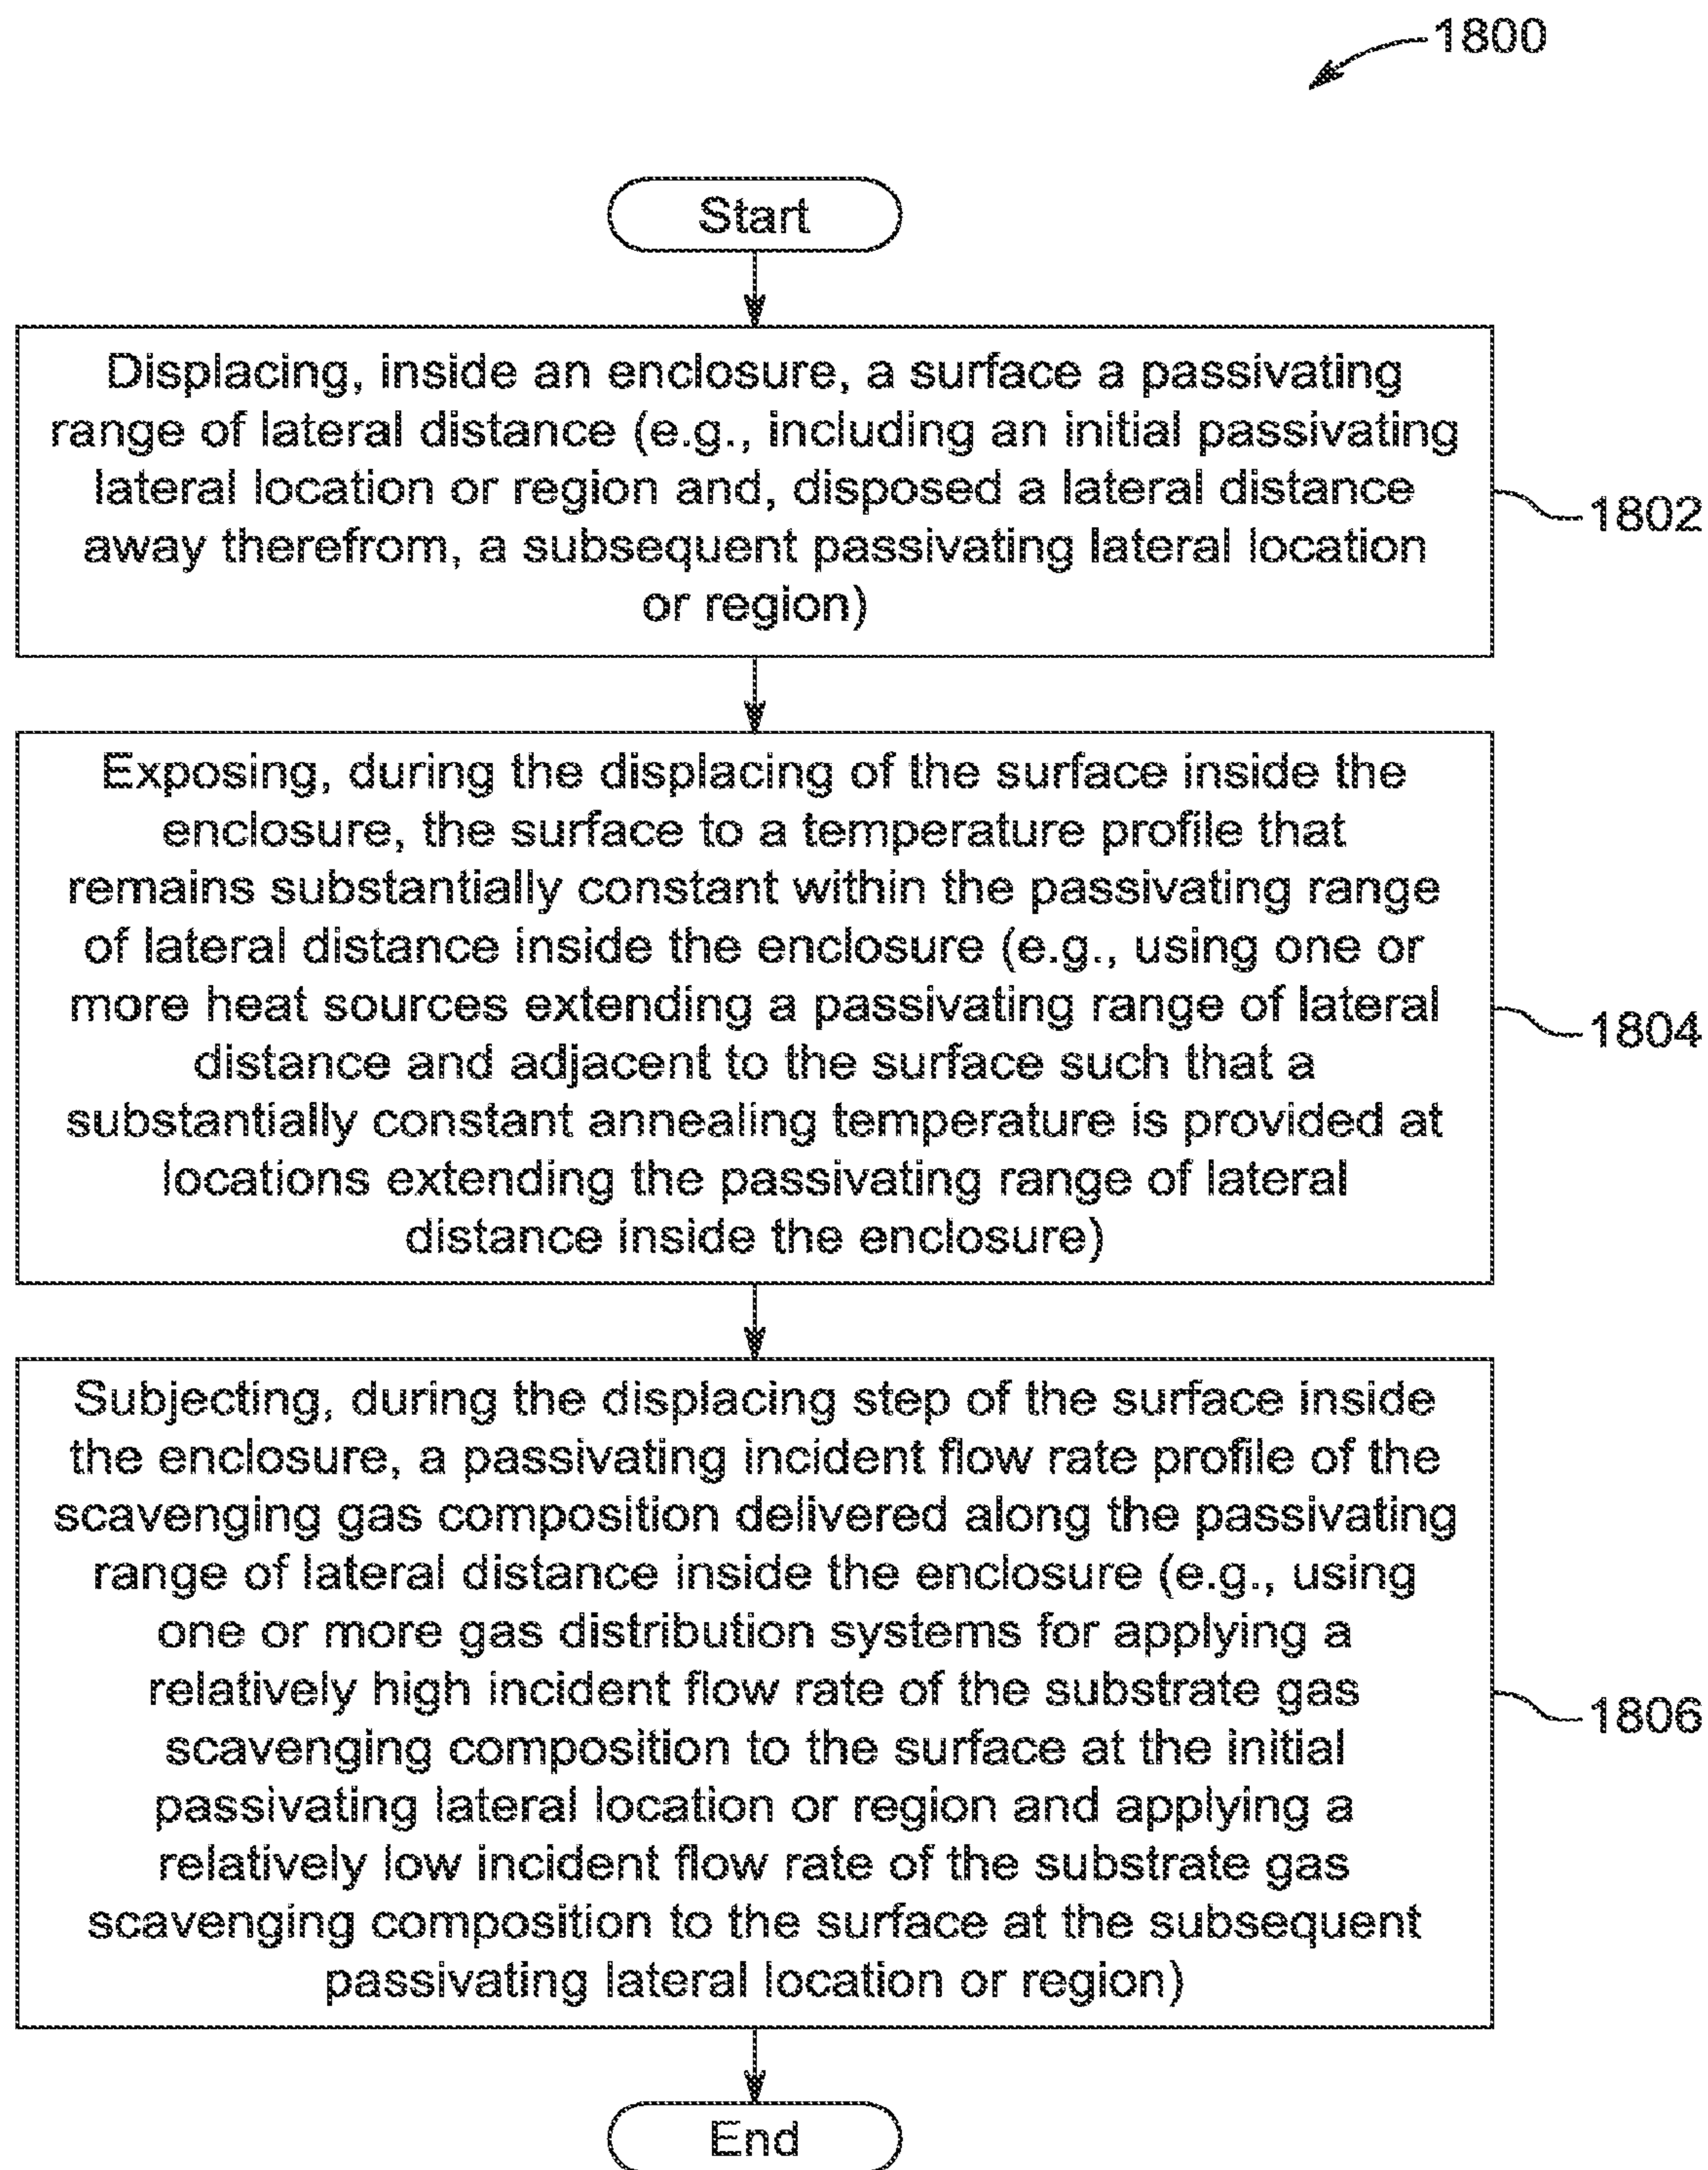 1800
Start
Displacing, inside an enclosure, a surface a passivating
range of lateral distance (e.g., including an initial passivating
lateral location or region and, disposed a lateral distance
away therefrom, a subsequent passivating lateral location
or region)
1802
Exposing, during the displacing of the surface inside the
enclosure, the surface to a temperature profile that
remains substantially constant within the passivating range
of lateral distance inside the enclosure (e.g., using one or
more heat sources extending a passivating range of lateral
distance and adjacent to the surface such that a
substantially constant annealing temperature is provided at
locations extending the passivating range of lateral
distance inside the enclosure)
1804
Subjecting, during the displacing step of the surface inside
the enclosure, a passivating incident flow rate profile of the
scavenging gas composition delivered along the passivating
range of lateral distance inside the enclosure (e.g., using
one or more gas distribution systems for applying a
relatively high incident flow rate of the substrate gas
scavenging composition to the surface at the initial
passivating lateral location or region and applying a
relatively low incident flow rate of the substrate gas
scavenging composition to the surface at the subsequent
passivating lateral location or region)
1806
End